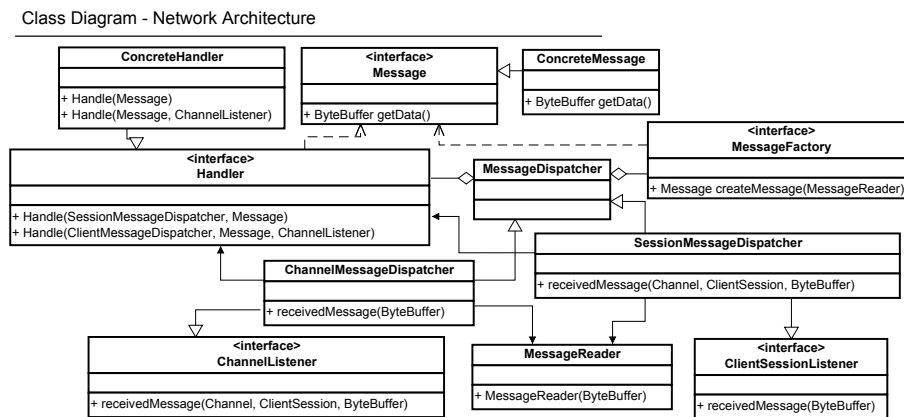 Class Diagram - Network Architecture
ConcreteHandler
+ Handle(Message)
+ Handle(Message, ChannelListener)
<interface>
Message
+ ByteBuffer getData()
ConcreteMessage
+ ByteBuffer getData()
<interface>
MessageFactory
+ Message createMessage(MessageReader)
<interface>
Handler
+ Handle(SessionMessageDispatcher, Message)
+ Handle(ClientMessageDispatcher, Message, ChannelListener)
MessageDispatcher
SessionMessageDispatcher
+ receivedMessage(Channel, ClientSession, ByteBuffer)
ChannelMessageDispatcher
+ receivedMessage(ByteBuffer)
<interface>
ChannelListener
+ receivedMessage(Channel, ClientSession, ByteBuffer)
MessageReader
+ MessageReader(ByteBuffer)
<interface>
ClientSessionListener
+ receivedMessage(ByteBuffer)